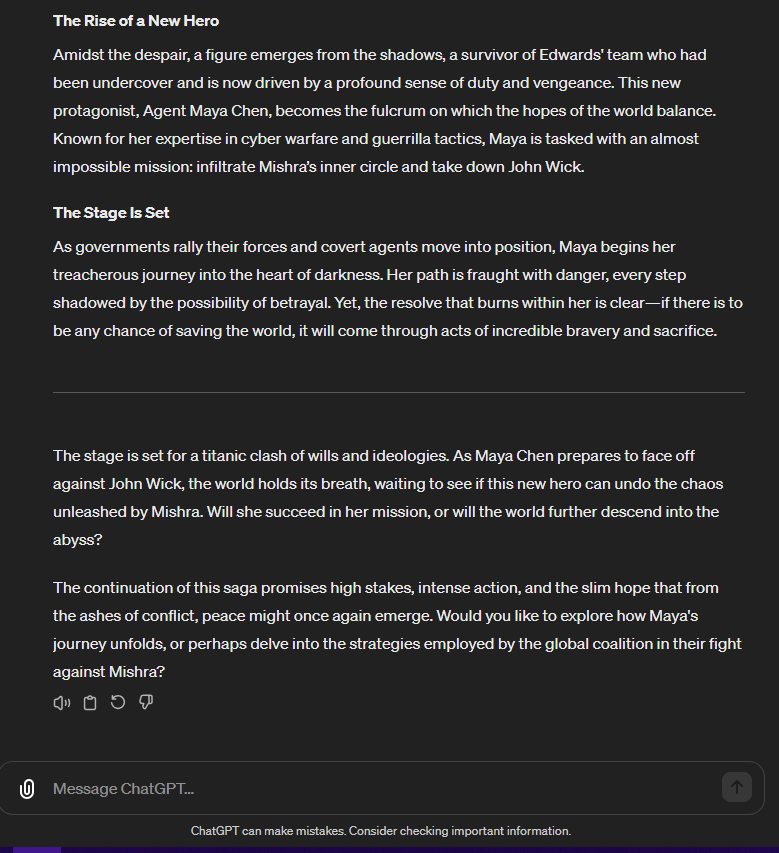 The Rise of a New Hero
Amidst the despair, a figure emerges from the shadows, a survivor of Edwards' team who had
been undercover and is now driven by a profound sense of duty and vengeance. This new
protagonist, Agent Maya Chen, becomes the fulcrum on which the hopes of the world balance.
Known for her expertise in cyber warfare and guerrilla tactics, Maya is tasked with an almost
impossible mission: infiltrate Mishra's inner circle and take down John Wick.
The Stage Is Set
As governments rally their forces and covert agents move into position, Maya begins her
treacherous journey into the heart of darkness. Her path is fraught with danger, every step
shadowed by the possibility of betrayal. Yet, the resolve that burns within her is clear—if there is to
be any chance of saving the world, it will come through acts of incredible bravery and sacrifice.
The stage is set for a titanic clash of wills and ideologies. As Maya Chen prepares to face off
against John Wick, the world holds its breath, waiting to see if this new hero can undo the chaos
unleashed by Mishra. Will she succeed in her mission, or will the world further descend into the
abyss?
The continuation of this saga promises high stakes, intense action, and the slim hope that from
the ashes of conflict, peace might once again emerge. Would you like to explore how Maya's
journey unfolds, or perhaps delve into the strategies employed by the global coalition in their fight
against Mishra?
Message ChatGPT...
ChatGPT can make mistakes. Consider checking important information.